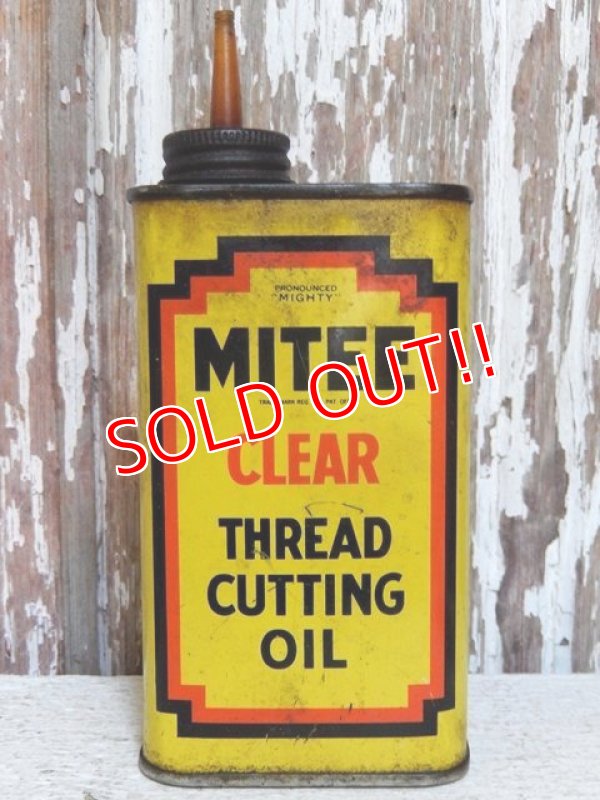 PRONOUNCED
"MIGHTY"
MITEE
SOLD OUT!!
CLEAR
THREAD
CUTTING
OIL